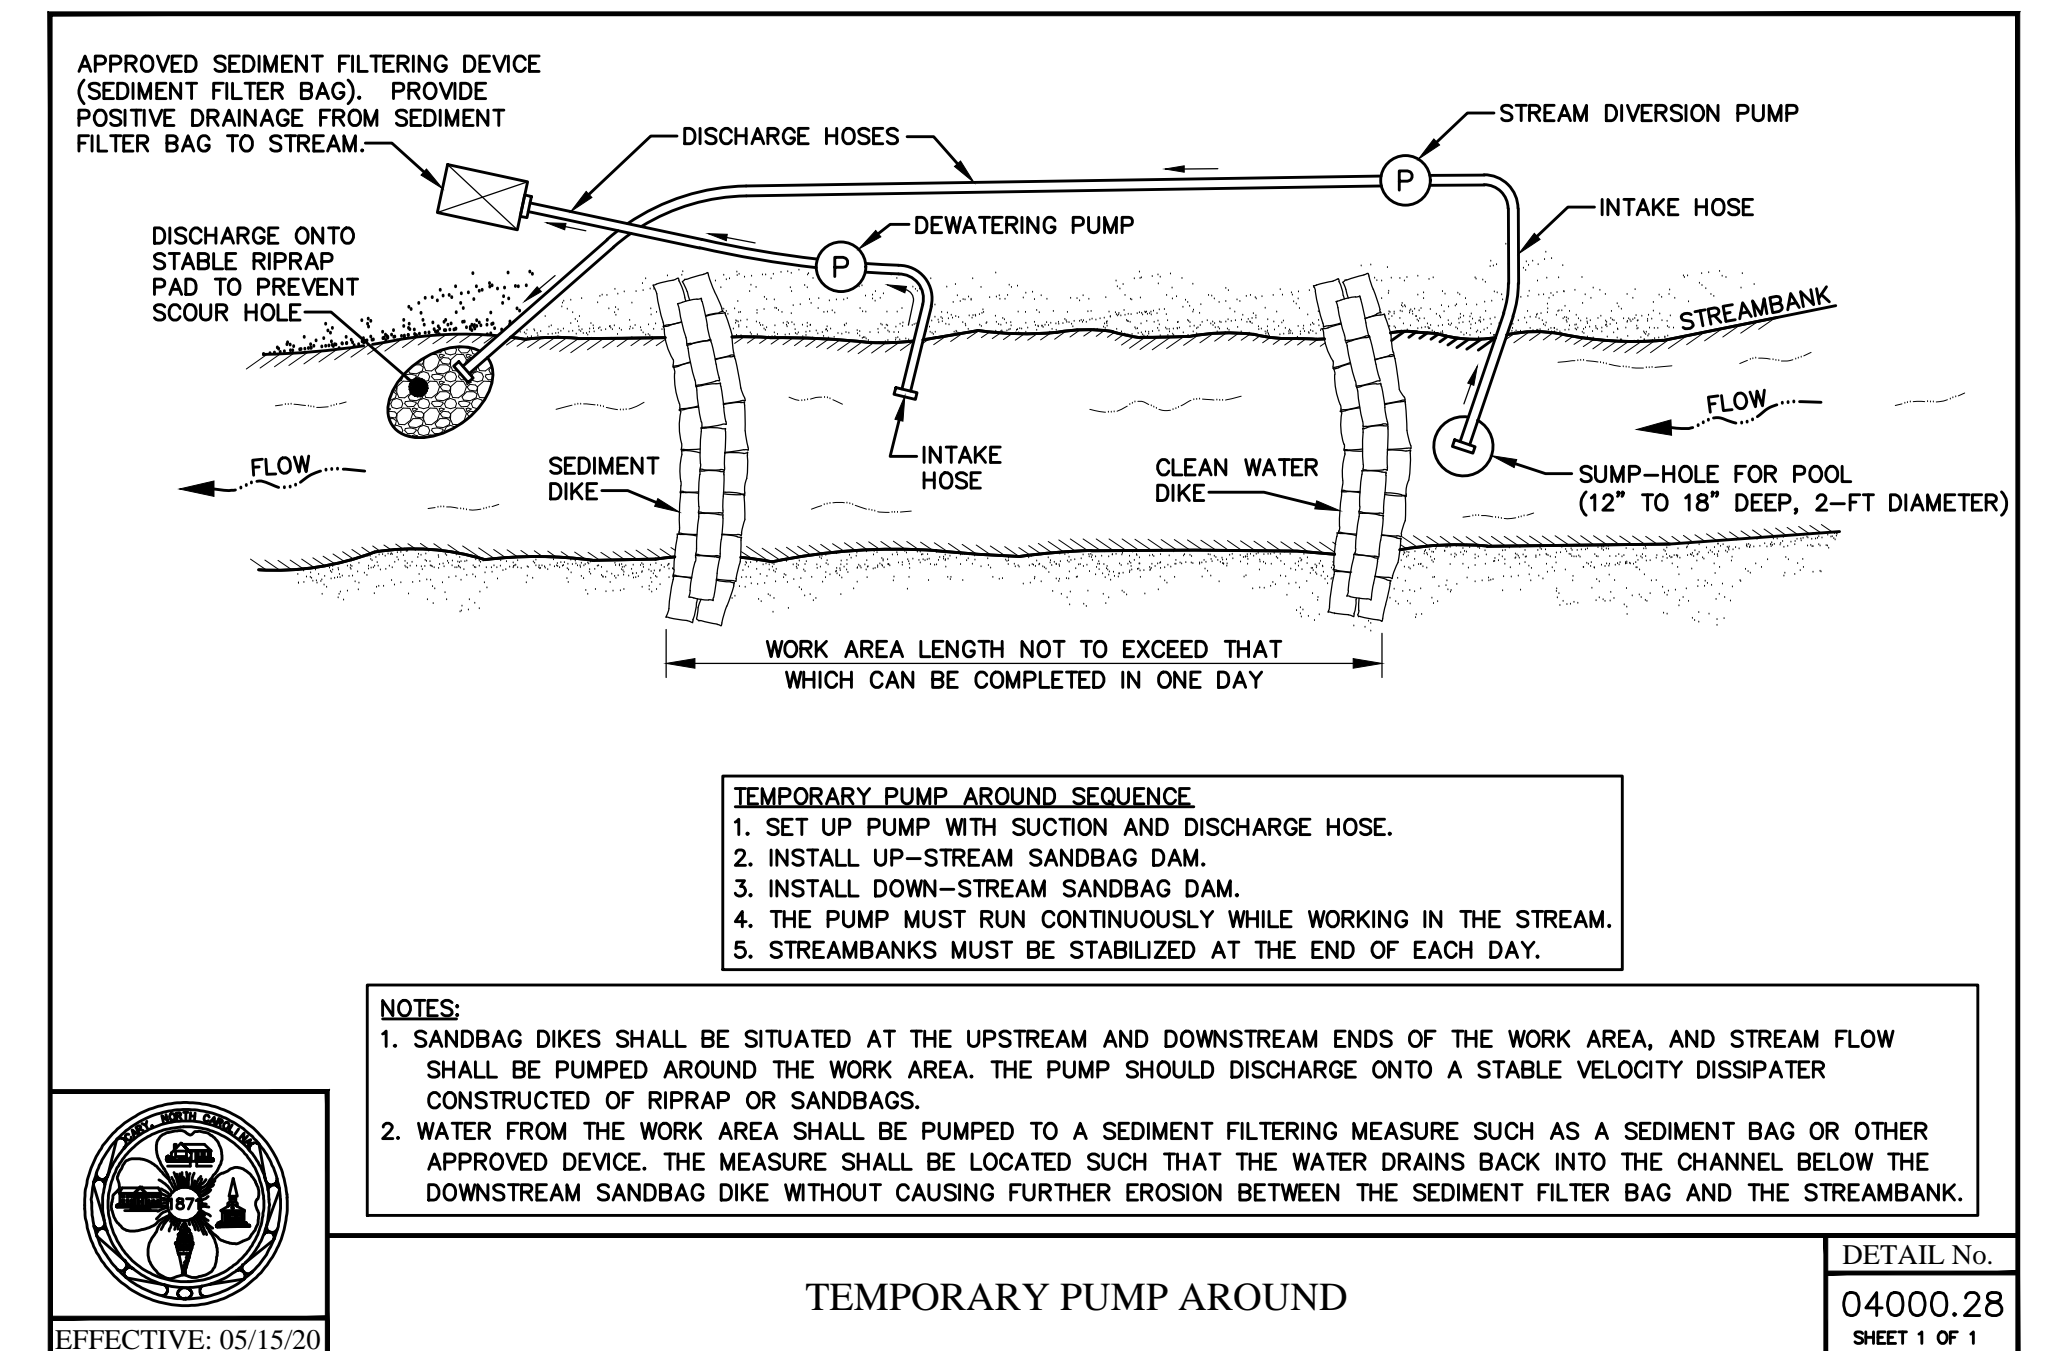 APPROVED SEDIMENT FILTERING DEVICE
(SEDIMENT FILTER BAG).  PROVIDE
POSITIVE DRAINAGE FROM SEDIMENT
FILTER BAG TO STREAM.
DISCHARGE HOSES
STREAM DIVERSION PUMP
P
INTAKE HOSE
DEWATERING PUMP
P
DISCHARGE ONTO
STABLE RIPRAP
PAD TO PREVENT
SCOUR HOLE
STREAMBANK
FLOW
FLOW
SEDIMENT
DIKE
INTAKE
HOSE
CLEAN WATER
DIKE
SUMP-HOLE FOR POOL
(12" TO 18" DEEP, 2-FT DIAMETER)
WORK AREA LENGTH NOT TO EXCEED THAT
WHICH CAN BE COMPLETED IN ONE DAY
TEMPORARY PUMP AROUND SEQUENCE
1. SET UP PUMP WITH SUCTION AND DISCHARGE HOSE.
2. INSTALL UP-STREAM SANDBAG DAM.
3. INSTALL DOWN-STREAM SANDBAG DAM.
4. THE PUMP MUST RUN CONTINUOUSLY WHILE WORKING IN THE STREAM.
5. STREAMBANKS MUST BE STABILIZED AT THE END OF EACH DAY.
NOTES:
1. SANDBAG DIKES SHALL BE SITUATED AT THE UPSTREAM AND DOWNSTREAM ENDS OF THE WORK AREA, AND STREAM FLOW
SHALL BE PUMPED AROUND THE WORK AREA. THE PUMP SHOULD DISCHARGE ONTO A STABLE VELOCITY DISSIPATER
CONSTRUCTED OF RIPRAP OR SANDBAGS.
2. WATER FROM THE WORK AREA SHALL BE PUMPED TO A SEDIMENT FILTERING MEASURE SUCH AS A SEDIMENT BAG OR OTHER
APPROVED DEVICE. THE MEASURE SHALL BE LOCATED SUCH THAT THE WATER DRAINS BACK INTO THE CHANNEL BELOW THE
DOWNSTREAM SANDBAG DIKE WITHOUT CAUSING FURTHER EROSION BETWEEN THE SEDIMENT FILTER BAG AND THE STREAMBANK.
CARY, NORTH CAROLINA
1871
EFFECTIVE: 05/15/20
TEMPORARY PUMP AROUND
DETAIL No.
04000.28
SHEET 1 OF 1